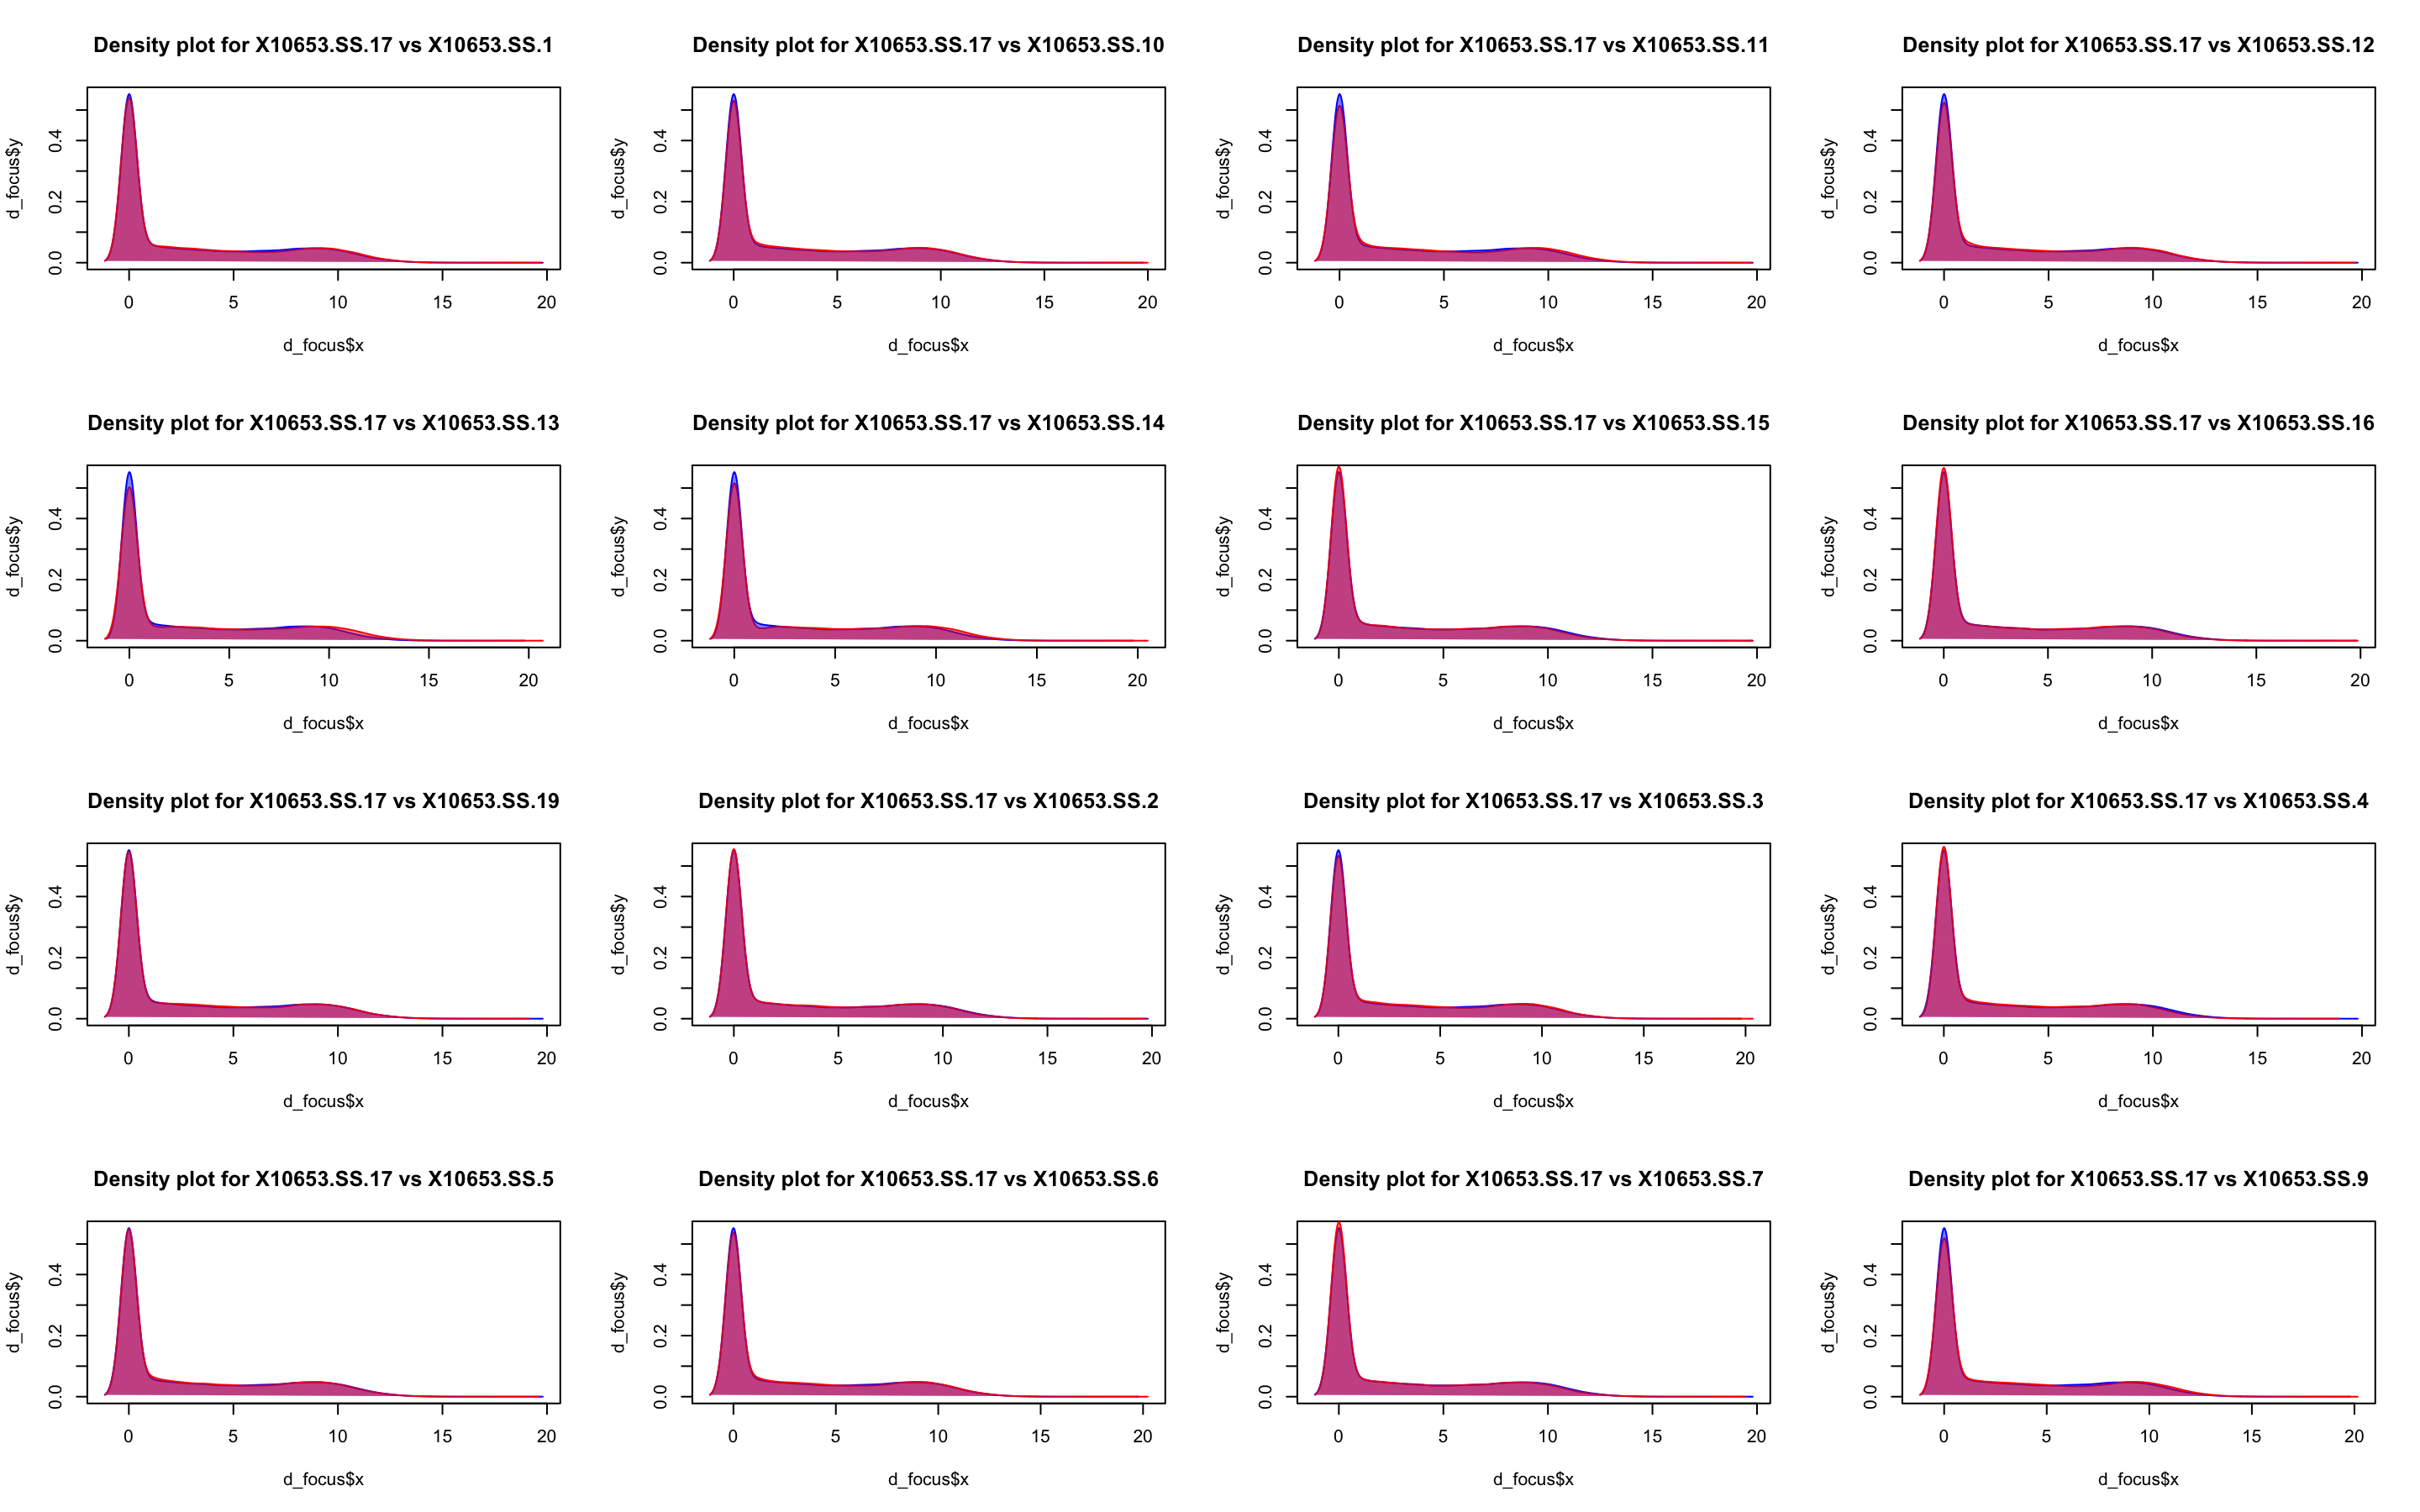 Density plot for X10653.SS.17 vs X10653.SS.1
d_focus$y
0.0 0.2 0.4
0 5 10 15 20
d_focus$x
Density plot for X10653.SS.17 vs X10653.SS.10
d_focus$y
0.0 0.2 0.4
0 5 10 15 20
d_focus$x
Density plot for X10653.SS.17 vs X10653.SS.11
d_focus$y
0.0 0.2 0.4
0 5 10 15 20
d_focus$x
Density plot for X10653.SS.17 vs X10653.SS.12
d_focus$y
0.0 0.2 0.4
0 5 10 15 20
d_focus$x
Density plot for X10653.SS.17 vs X10653.SS.13
d_focus$y
0.0 0.2 0.4
0 5 10 15 20
d_focus$x
Density plot for X10653.SS.17 vs X10653.SS.14
d_focus$y
0.0 0.2 0.4
0 5 10 15 20
d_focus$x
Density plot for X10653.SS.17 vs X10653.SS.15
d_focus$y
0.0 0.2 0.4
0 5 10 15 20
d_focus$x
Density plot for X10653.SS.17 vs X10653.SS.16
d_focus$y
0.0 0.2 0.4
0 5 10 15 20
d_focus$x
Density plot for X10653.SS.17 vs X10653.SS.19
d_focus$y
0.0 0.2 0.4
0 5 10 15 20
d_focus$x
Density plot for X10653.SS.17 vs X10653.SS.2
d_focus$y
0.0 0.2 0.4
0 5 10 15 20
d_focus$x
Density plot for X10653.SS.17 vs X10653.SS.3
d_focus$y
0.0 0.2 0.4
0 5 10 15 20
d_focus$x
Density plot for X10653.SS.17 vs X10653.SS.4
d_focus$y
0.0 0.2 0.4
0 5 10 15 20
d_focus$x
Density plot for X10653.SS.17 vs X10653.SS.5
d_focus$y
0.0 0.2 0.4
0 5 10 15 20
d_focus$x
Density plot for X10653.SS.17 vs X10653.SS.6
d_focus$y
0.0 0.2 0.4
0 5 10 15 20
d_focus$x
Density plot for X10653.SS.17 vs X10653.SS.7
d_focus$y
0.0 0.2 0.4
0 5 10 15 20
d_focus$x
Density plot for X10653.SS.17 vs X10653.SS.9
d_focus$y
0.0 0.2 0.4
0 5 10 15 20
d_focus$x